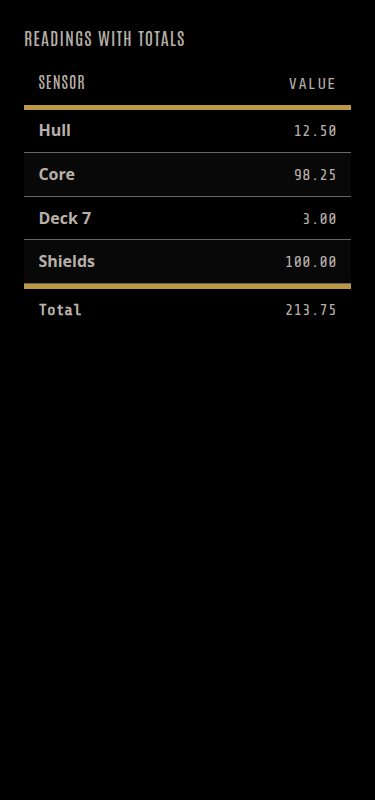 READINGS WITH TOTALS
SENSOR VALUE
Hull 12.50
Core 98.25
Deck 7 3.00
Shields 100.00
Total 213.75